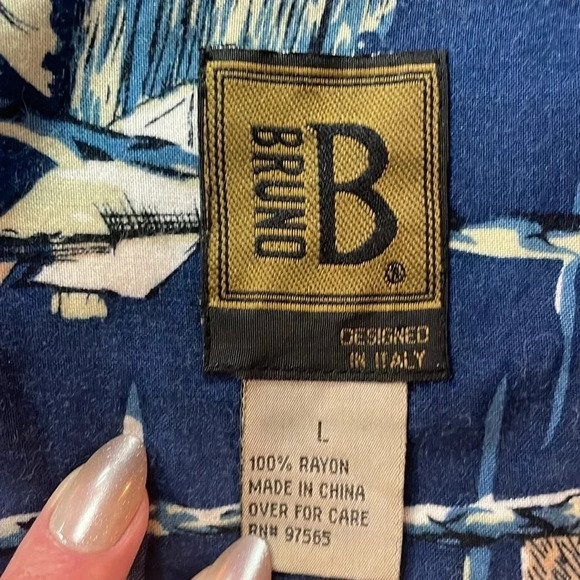 BRUNO
B.®
DESIGNED
IN ITALY
L
100% RAYON
MADE IN CHINA
OVER FOR CARE
RN# 97565